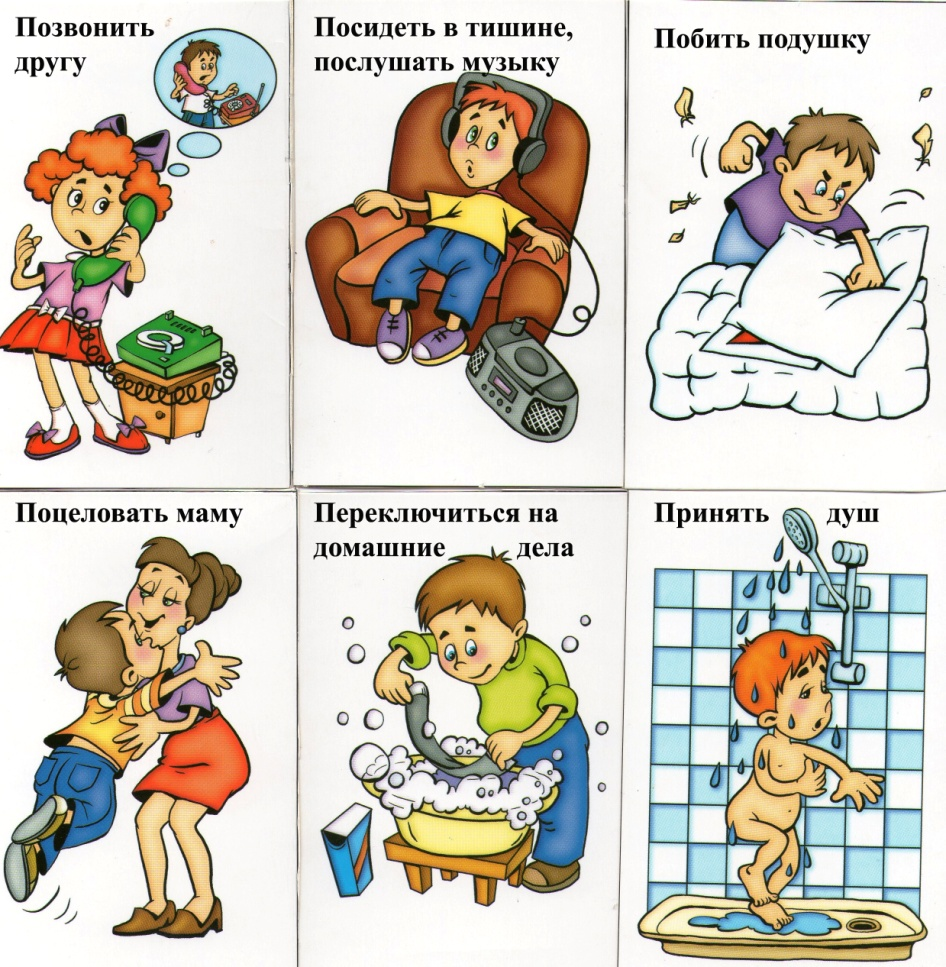 Позвонить
другу
Посидеть в тишине,
послушать музыку
Побить подушку
Поцеловать маму
Переключиться на
домашние дела
Принять душ